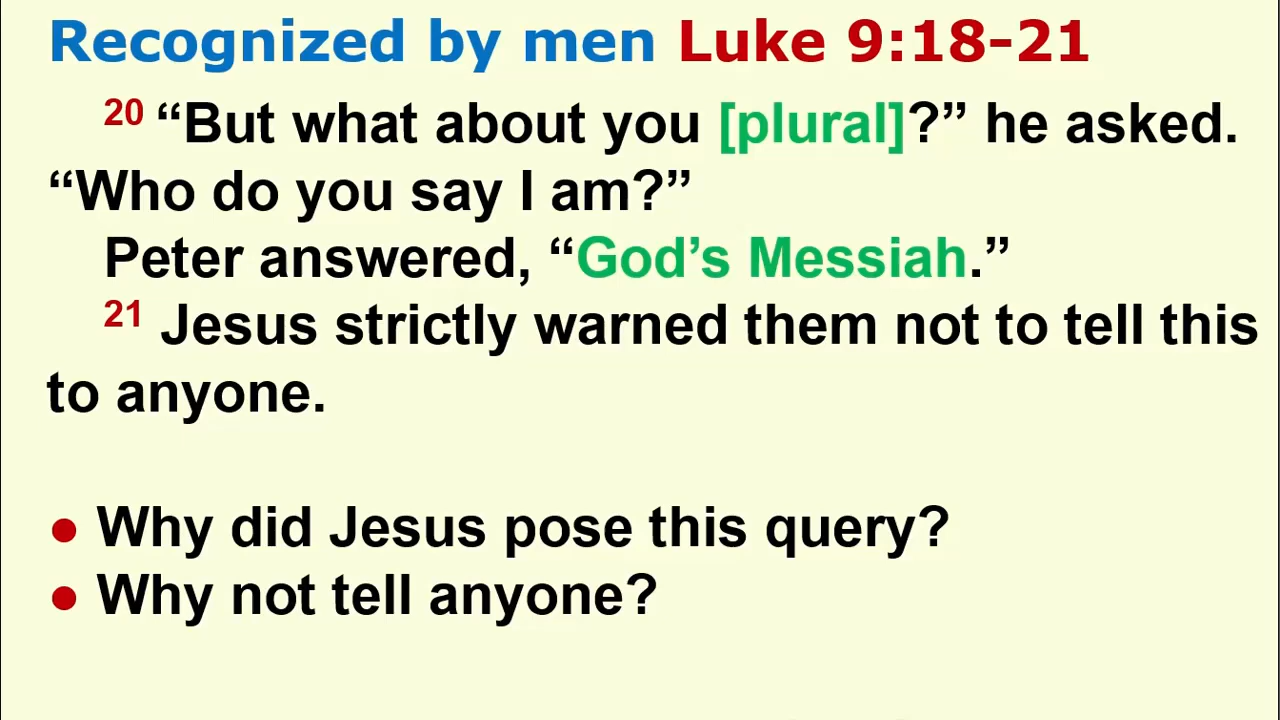 Recognized by men Luke 9:18-21
20 “But what about you [plural]?” he asked.
“Who do you say I am?”
Peter answered, “God’s Messiah.”
21 Jesus strictly warned them not to tell this
to anyone.
● Why did Jesus pose this query?
● Why not tell anyone?